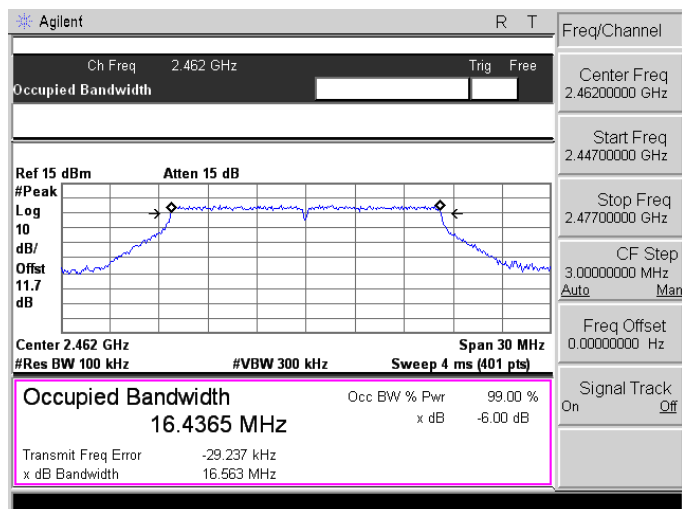 Agilent R T
Freq/Channel
Ch Freq 2.462 GHz Trig Free
Occupied Bandwidth
Center Freq
2.46200000 GHz
Start Freq
2.44700000 GHz
Stop Freq
2.47700000 GHz
CF Step
3.00000000 MHz
Auto Man
Freq Offset
0.00000000 Hz
Signal Track
On Off
Ref 15 dBm Atten 15 dB
#Peak
Log
10
dB/
Offst
11.7
dB
Center 2.462 GHz Span 30 MHz
#Res BW 100 kHz #VBW 300 kHz Sweep 4 ms (401 pts)
Occupied Bandwidth Occ BW % Pwr 99.00 %
16.4365 MHz x dB -6.00 dB
Transmit Freq Error -29.237 kHz
x dB Bandwidth 16.563 MHz